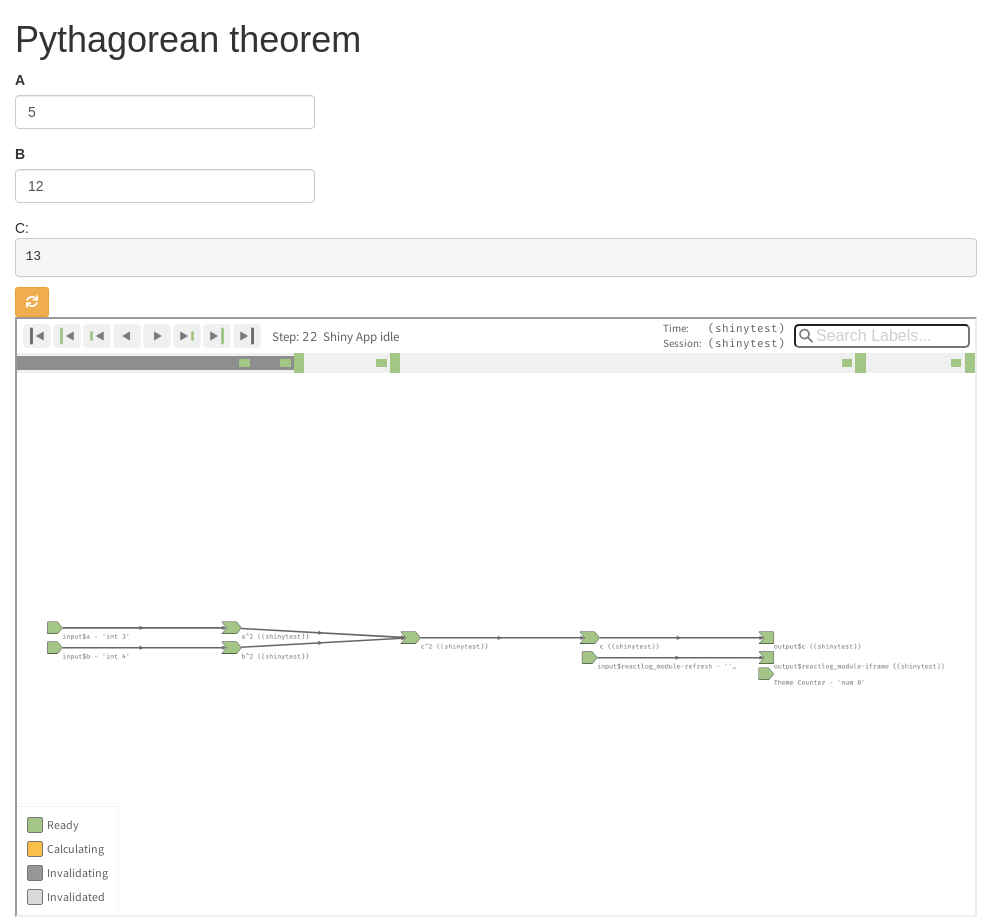 Pythagorean theorem
A
5
B
12
C:
13
Step: 22 Shiny App idle
Time: (shinytest)
Session: (shinytest)
Search Labels...
input$a - 'int 3'
a^2 ((shinytest))
input$b - 'int 4'
b^2 ((shinytest))
c^2 ((shinytest))
c ((shinytest))
output$c ((shinytest))
input$reactlog_module-refresh - ''…
output$reactlog_module-iframe ((shinytest))
Theme Counter - 'num 0'
Ready
Calculating
Invalidating
Invalidated